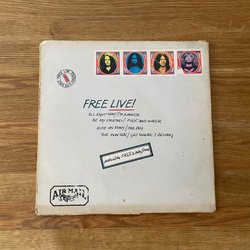 FREE LIVE!
ALL RIGHT NOW / I'M A MOVER
BE MY FRIEND / FIRE AND WATER
RIDE ON PONY / MR. BIG
THE HUNTER / GET WHERE I BELONG
AIR MAIL